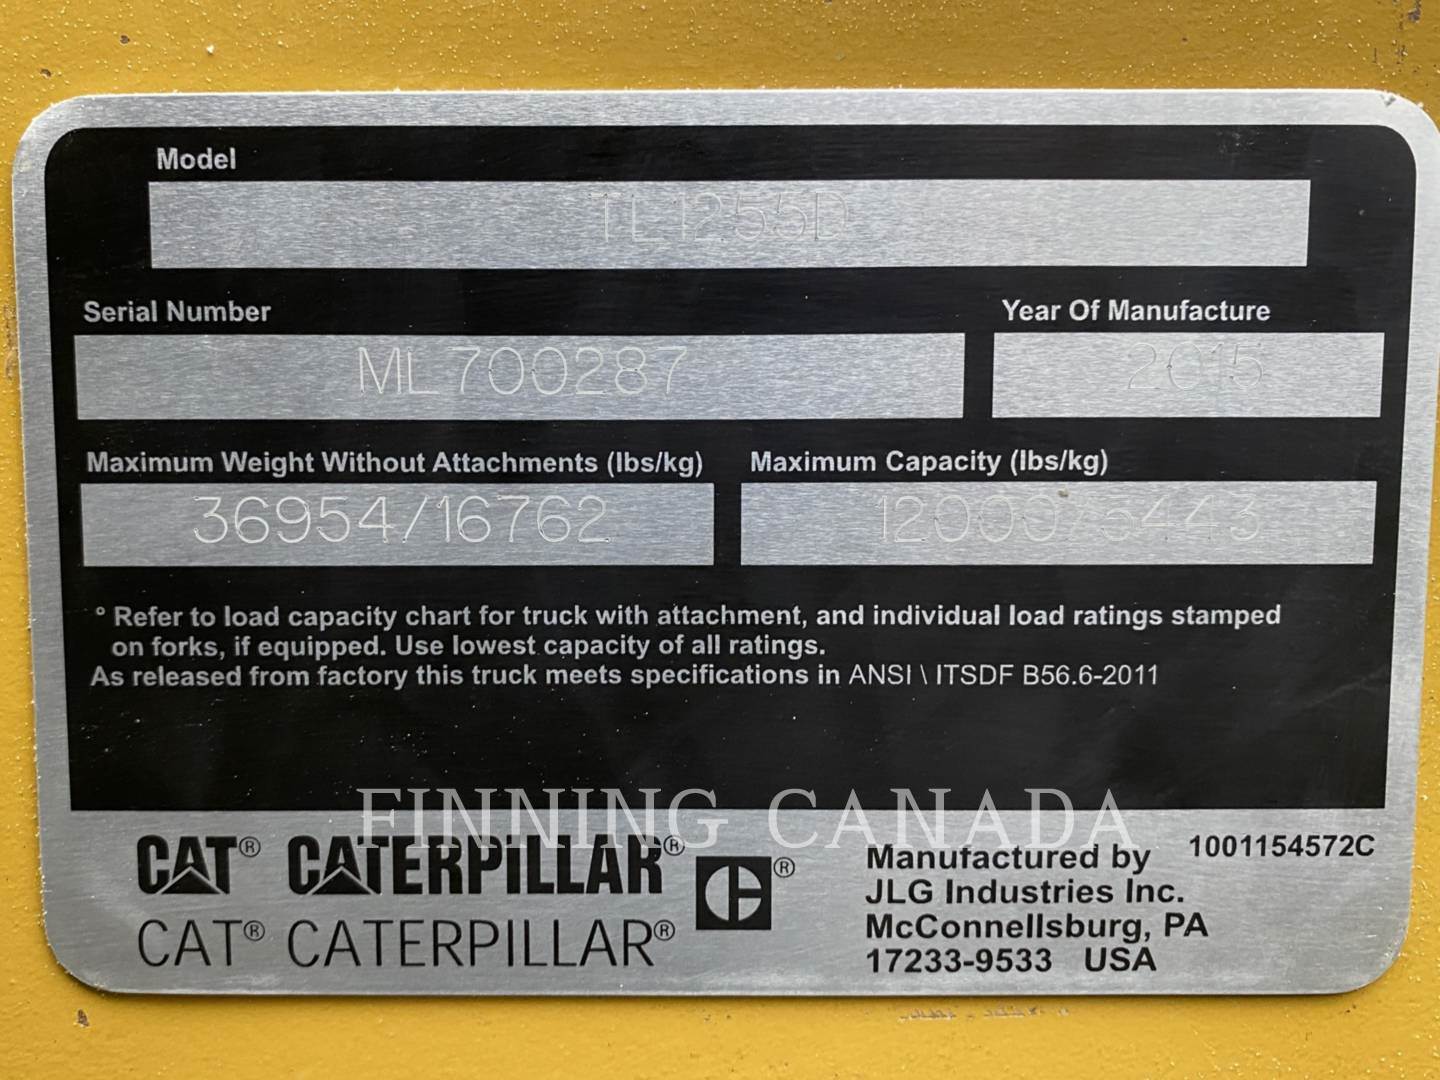 Model
TL1255D
Serial Number
Year Of Manufacture
ML700287
2015
Maximum Weight Without Attachments (lbs/kg)
Maximum Capacity (lbs/kg)
36954/16762
12000/5443
° Refer to load capacity chart for truck with attachment, and individual load ratings stamped
on forks, if equipped. Use lowest capacity of all ratings.
As released from factory this truck meets specifications in ANSI \ ITSDF B56.6-2011
FINNING CANADA
CAT® CATERPILLAR®
CAT® CATERPILLAR®
C®
Manufactured by
1001154572C
JLG Industries Inc.
McConnellsburg, PA
17233-9533 USA